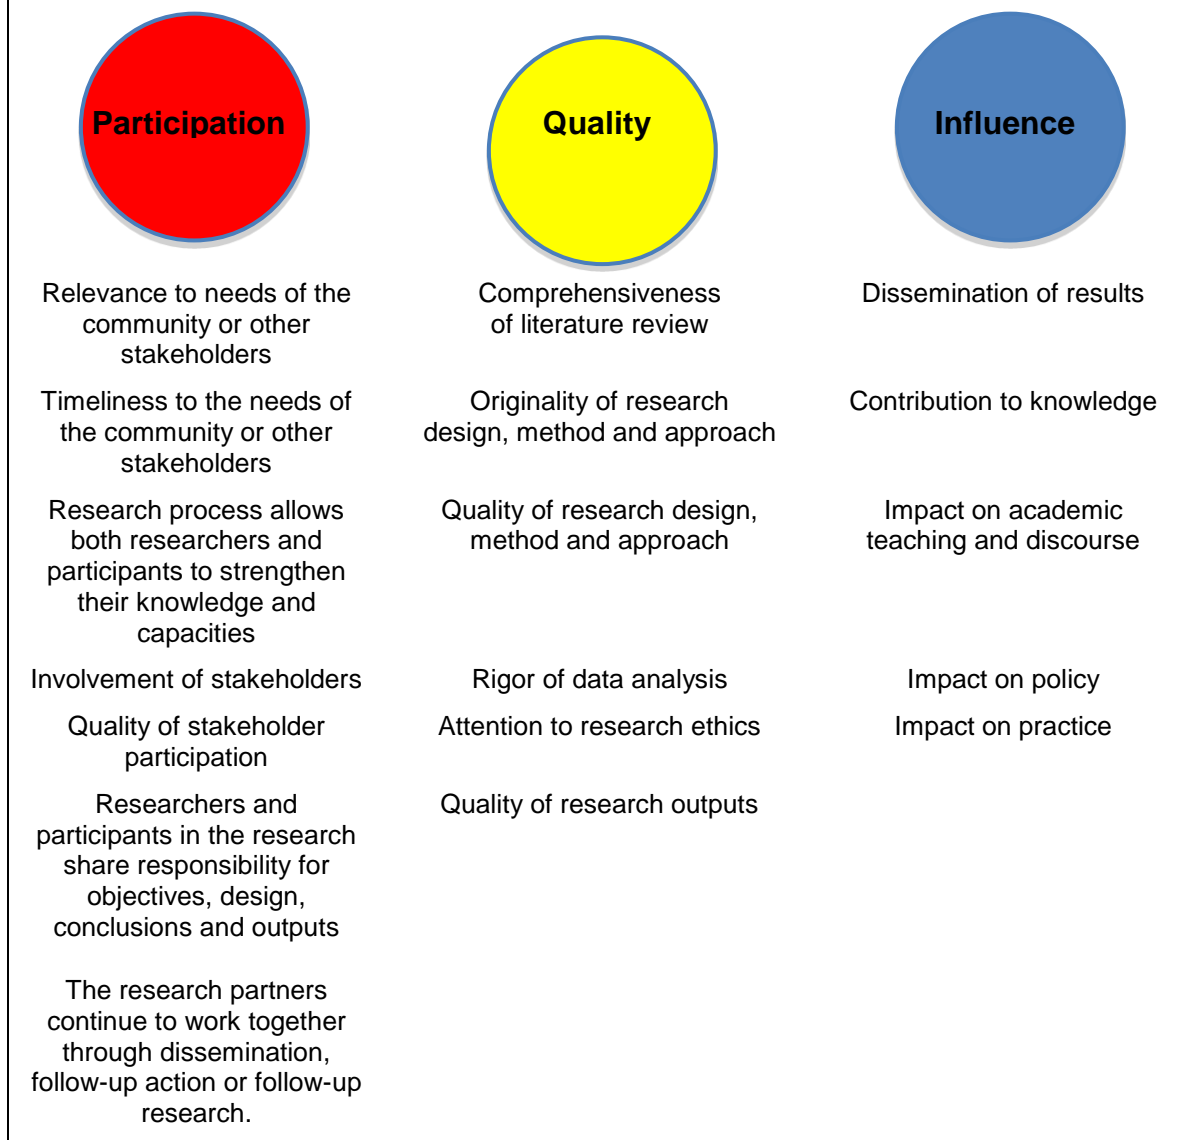 Participation
Quality
Influence
Relevance to needs of the
community or other
stakeholders
Comprehensiveness
of literature review
Dissemination of results
Timeliness to the needs of
the community or other
stakeholders
Originality of research
design, method and approach
Contribution to knowledge
Research process allows
both researchers and
participants to strengthen
their knowledge and
capacities
Quality of research design,
method and approach
Impact on academic
teaching and discourse
Involvement of stakeholders
Rigor of data analysis
Impact on policy
Quality of stakeholder
participation
Attention to research ethics
Impact on practice
Researchers and
participants in the research
share responsibility for
objectives, design,
conclusions and outputs
Quality of research outputs
The research partners
continue to work together
through dissemination,
follow-up action or follow-up
research.